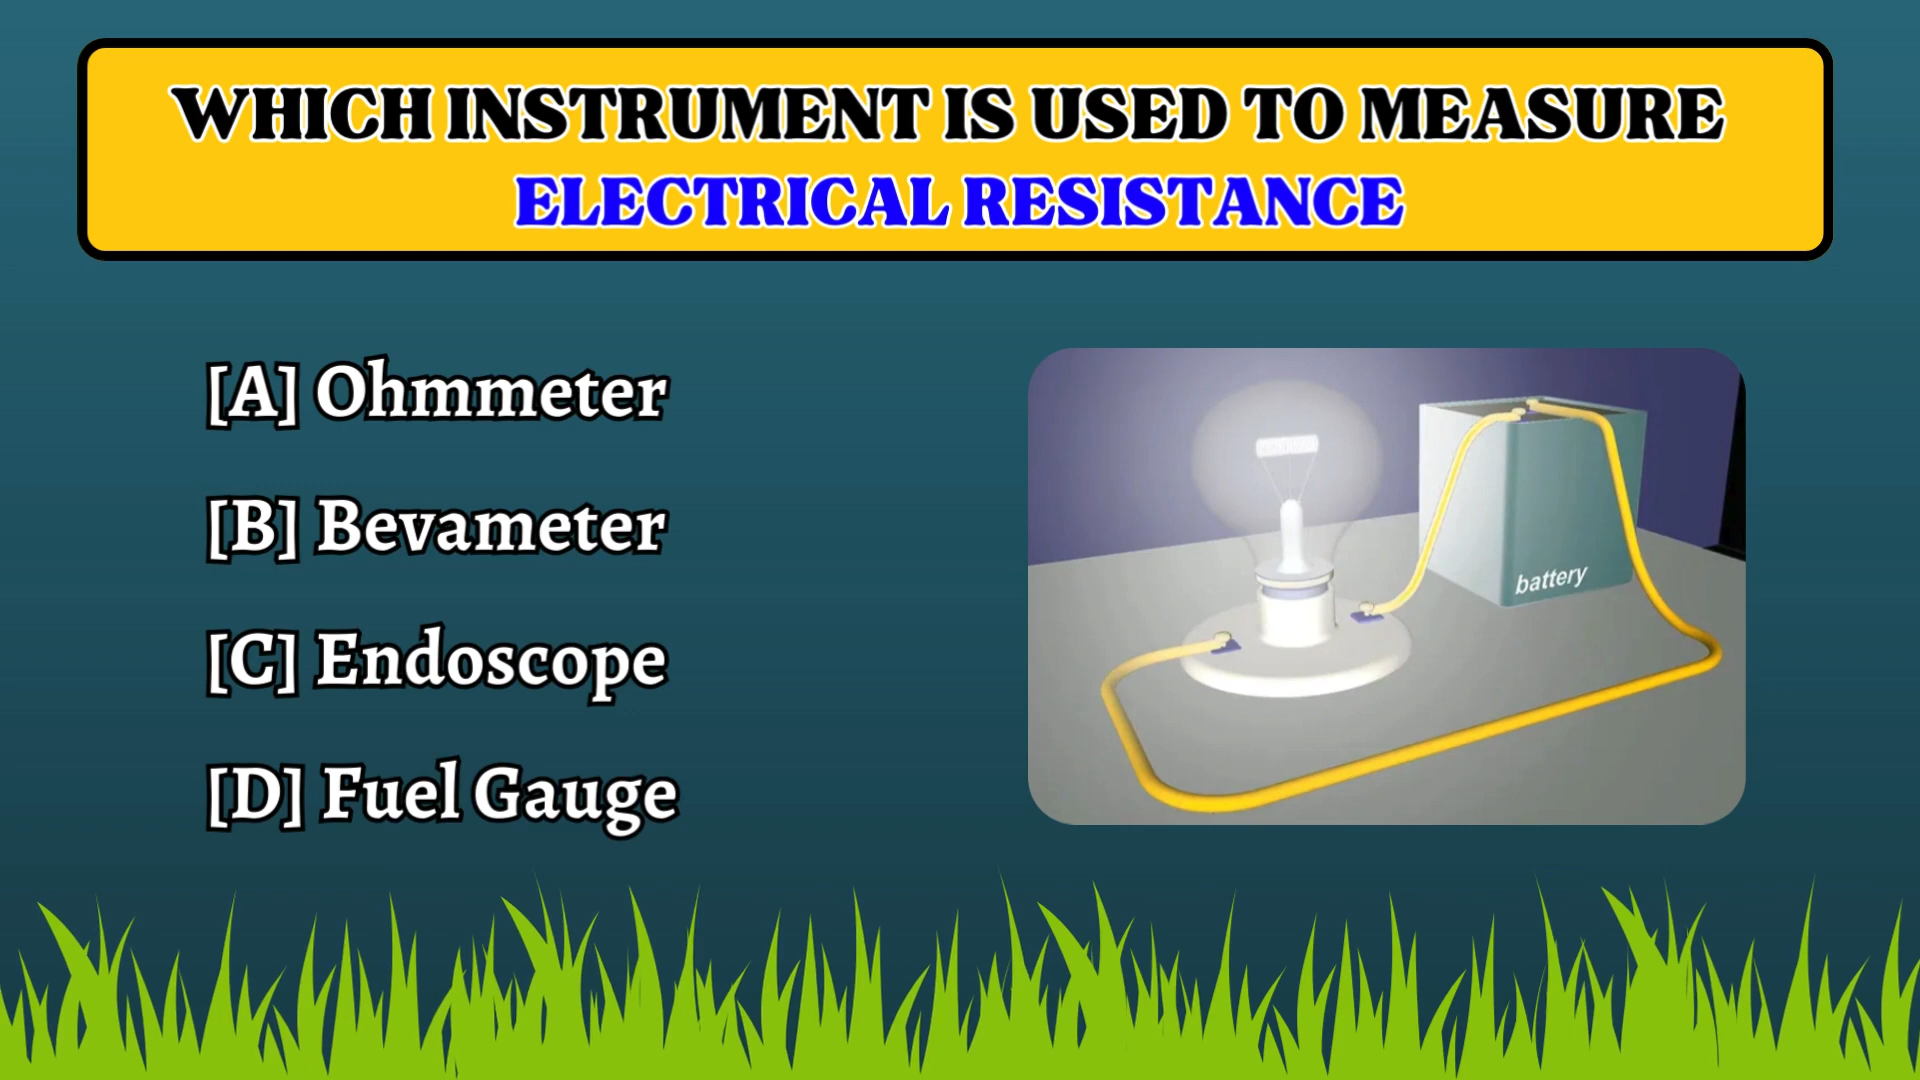 WHICH INSTRUMENT IS USED TO MEASURE
ELECTRICAL RESISTANCE
[A] Ohmmeter
[B] Bevameter
[C] Endoscope
[D] Fuel Gauge
battery